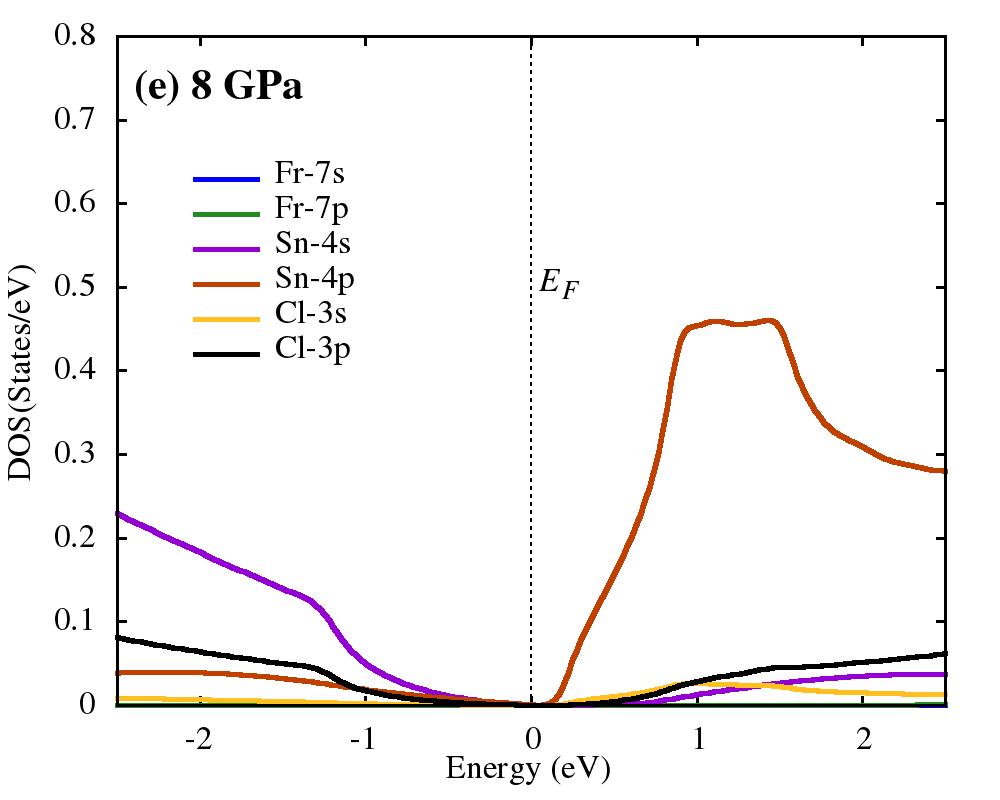 0.8
(e) 8 GPa
0.7
Fr-7s
0.6
Fr-7p
Sn-4s
Sn-4p
0.5
E_F
Cl-3s
Cl-3p
0.4
DOS(States/eV)
0.3
0.2
0.1
0
-2
-1
0
1
2
Energy (eV)